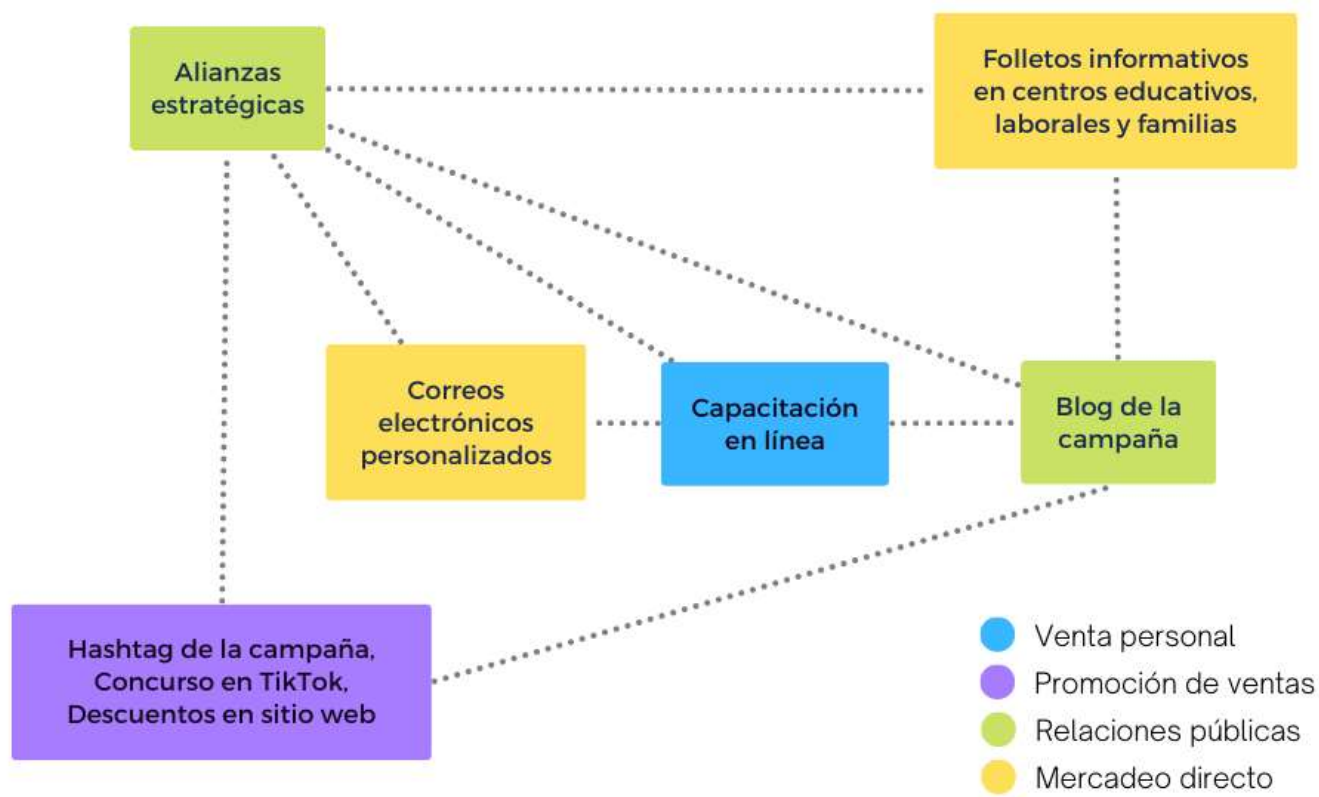 Alianzas
estratégicas
Folletos informativos
en centros educativos,
laborales y familias
Correos
electrónicos
personalizados
Capacitación
en línea
Blog de la
campaña
Hashtag de la campaña,
Concurso en TikTok,
Descuentos en sitio web
Venta personal
Promoción de ventas
Relaciones públicas
Mercadeo directo